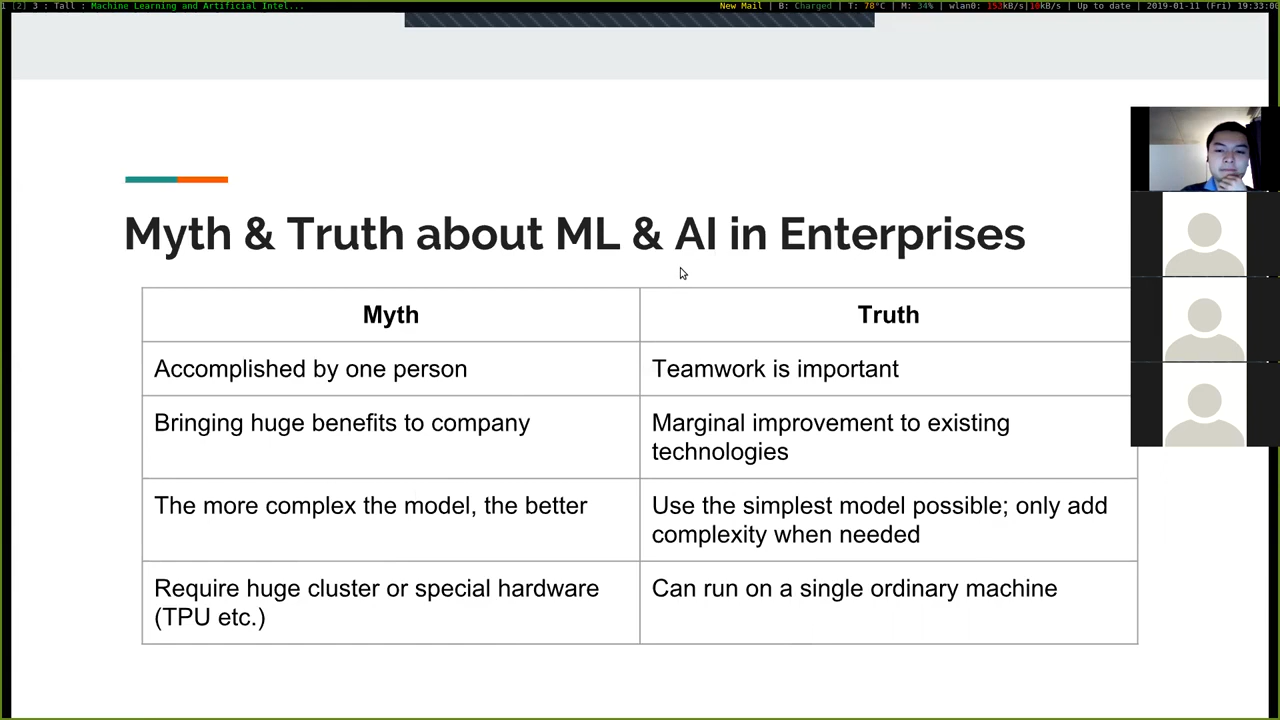 1 [2] 3 : Tall : Machine Learning and Artificial Intel...
New Mail | B: Charged | T: 78°C | M: 34% | wlan0: 153kB/s|10kB/s | Up to date | 2019-01-11 (Fri) 19:33:00
Myth & Truth about ML & AI in Enterprises
Myth
Truth
Accomplished by one person
Teamwork is important
Bringing huge benefits to company
Marginal improvement to existing
technologies
The more complex the model, the better
Use the simplest model possible; only add
complexity when needed
Require huge cluster or special hardware
(TPU etc.)
Can run on a single ordinary machine